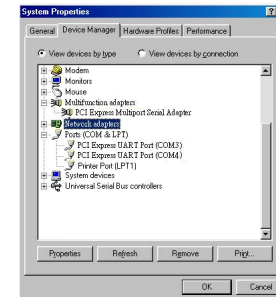 System Properties
General Device Manager Hardware Profiles Performance
View devices by type View devices by connection
Modem
Monitors
Mouse
Multifunction adapters
PCI Express Multiport Serial Adapter
Network adapters
Ports (COM & LPT)
PCI Express UART Port (COM3)
PCI Express UART Port (COM4)
Printer Port (LPT1)
System devices
Universal Serial Bus controllers
Properties Refresh Remove Print...
OK Cancel